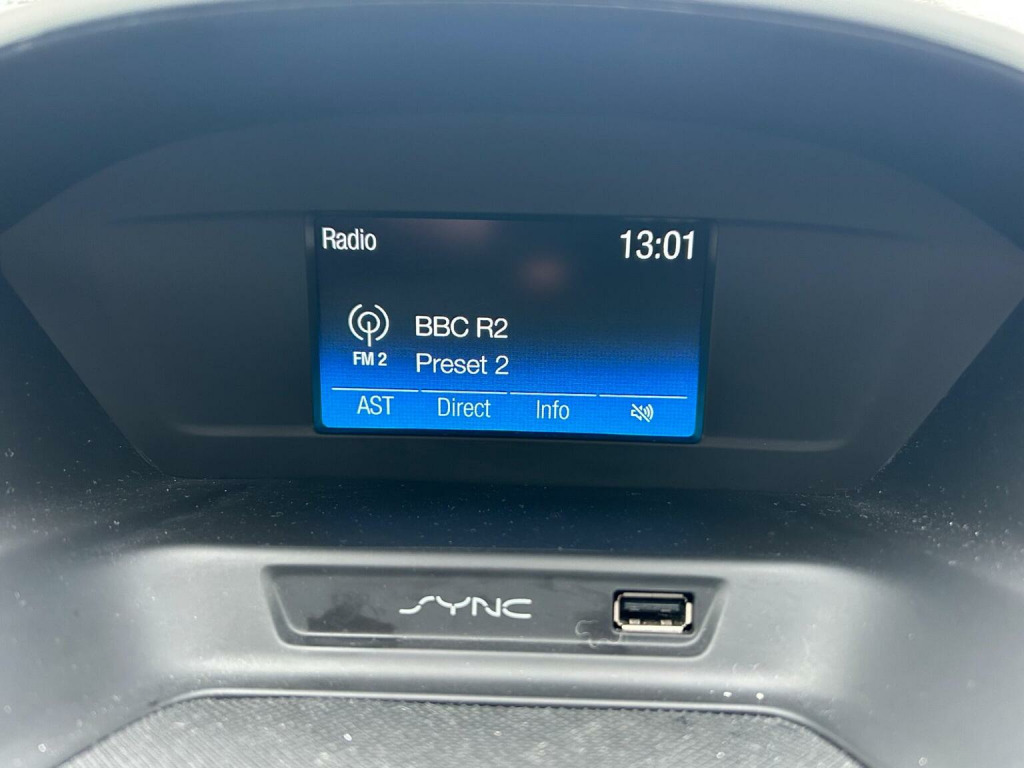 Radio 13:01
BBC R2
FM 2 Preset 2
AST Direct Info
SYNC